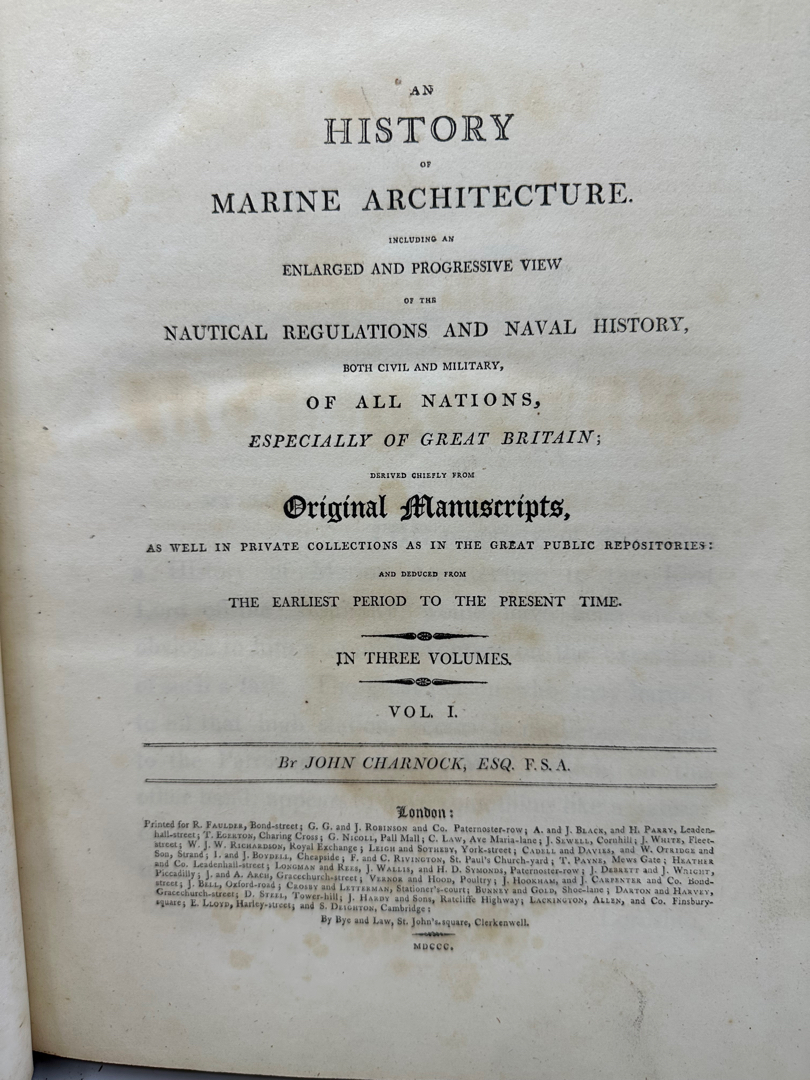 AN
HISTORY
OF
MARINE ARCHITECTURE.
INCLUDING AN
ENLARGED AND PROGRESSIVE VIEW
OF THE
NAUTICAL REGULATIONS AND NAVAL HISTORY,
BOTH CIVIL AND MILITARY,
OF ALL NATIONS,
ESPECIALLY OF GREAT BRITAIN;
DERIVED CHIEFLY FROM
Original Manuscripts,
AS WELL IN PRIVATE COLLECTIONS AS IN THE GREAT PUBLIC REPOSITORIES:
AND DEDUCED FROM
THE EARLIEST PERIOD TO THE PRESENT TIME.
IN THREE VOLUMES.
VOL. I.
By JOHN CHARNOCK, ESQ. F. S. A.
London:
Printed for R. FAULDER, Bond-street; G. G. and J. ROBINSON and Co. Paternoster-row; A. and J. BLACK, and H. PARRY, Leaden-
hall-street; T. EGERTON, Charing Cross; G. NICOLL, Pall Mall; C. LAW, Ave Maria-lane; J. SEWELL, Cornhill; J. WHITE, Fleet-
street; W. J. W. RICHARDSON, Royal Exchange; LEIGH and SOTHEBY, York-street; CADELL and DAVIES, and W. OTRIDGE and
Son, Strand; I. and J. BOYDELL, Cheapside; F. and C. RIVINGTON, St. Paul's Church-yard; T. PAYNE, Mews Gate; HEATHER
and Co. Leadenhall-street; LONGMAN and REES, J. WALLIS, and H. D. SYMONDS, Paternoster-row; J. DEBRETT and J. WRIGHT,
Piccadilly; J. and A. ARCH, Gracechurch-street; VERNOR and HOOD, Poultry; J. HOOKHAM, and J. CARPENTER and Co. Bond-
street; J. BELL, Oxford-road; CROSBY and LETTERMAN, Stationer's-court; BUNNEY and GOLD, Shoe-lane; DARTON and HARVEY,
Gracechurch-street; D. STEEL, Tower-hill; J. HARDY and Sons, Ratcliffe Highway; LACKINGTON, ALLEN, and Co. Finsbury-
square; E. LLOYD, Harley-street; and S. DEIGHTON, Cambridge:
By Bye and Law, St. John's-square, Clerkenwell.
MDCCC.